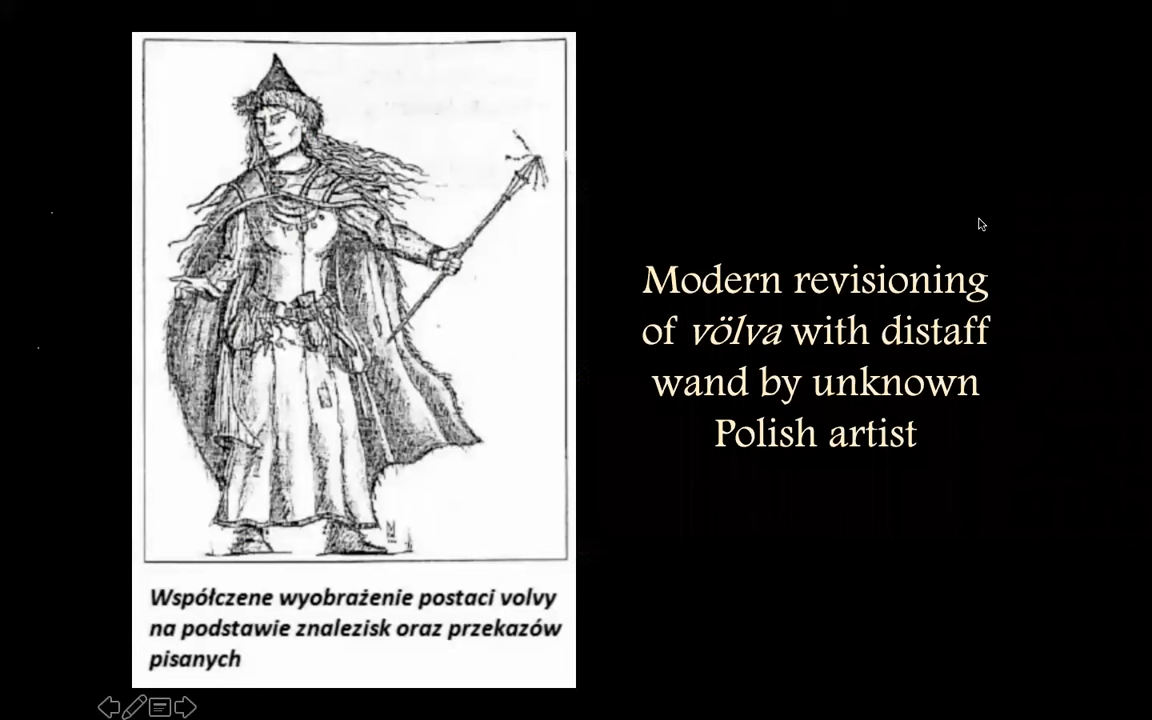 Współczene wyobrażenie postaci volvy
na podstawie znalezisk oraz przekazów
pisanych
Modern revisioning
of völva with distaff
wand by unknown
Polish artist